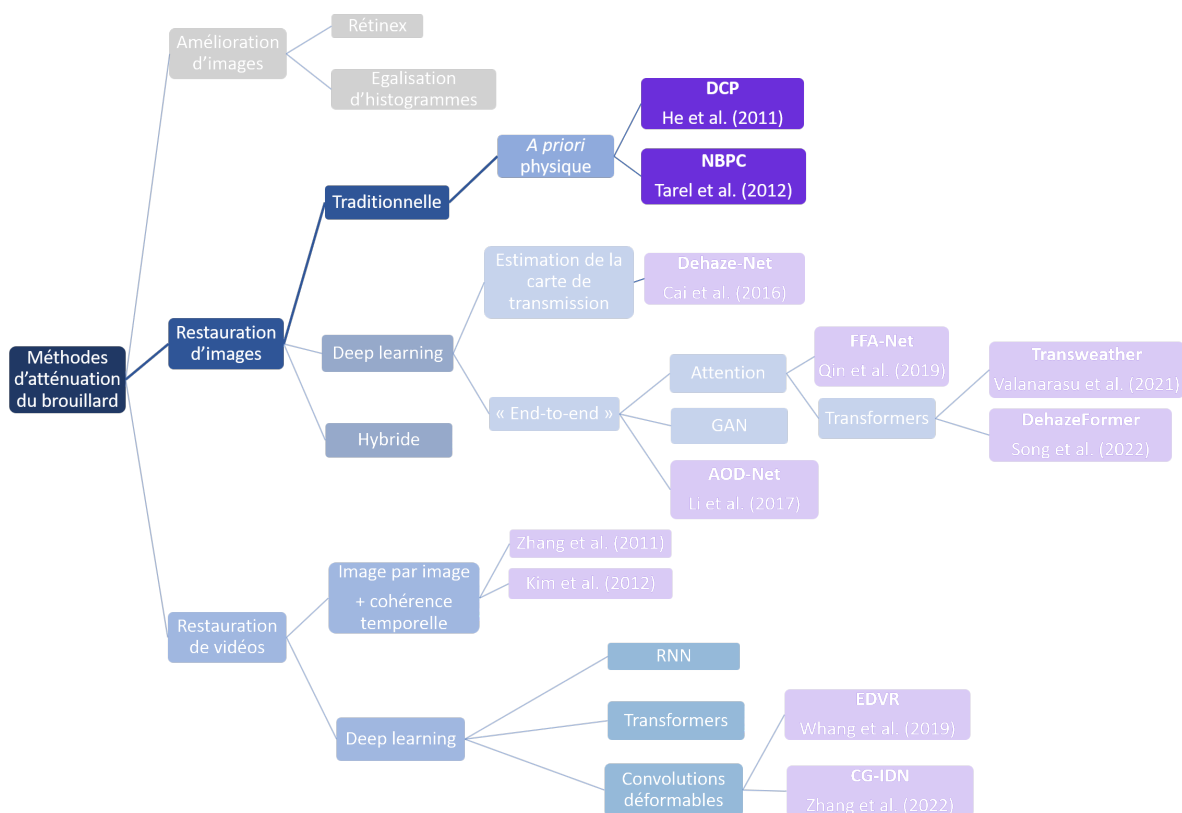 Rétinex
Amélioration
d'images
Egalisation
d'histogrammes
DCP
He et al. (2011)
A priori
physique
NBPC
Tarel et al. (2012)
Traditionnelle
Estimation de la
carte de
transmission
Dehaze-Net
Cai et al. (2016)
Restauration
d'images
Deep learning
FFA-Net
Qin et al. (2019)
Transweather
Valanarasu et al. (2021)
Méthodes
d'atténuation
du brouillard
Attention
« End-to-end »
Transformers
DehazeFormer
Song et al. (2022)
GAN
Hybride
AOD-Net
Li et al. (2017)
Zhang et al. (2011)
Image par image
+ cohérence
temporelle
Kim et al. (2012)
Restauration
de vidéos
RNN
EDVR
Whang et al. (2019)
Transformers
Deep learning
Convolutions
déformables
CG-IDN
Zhang et al. (2022)